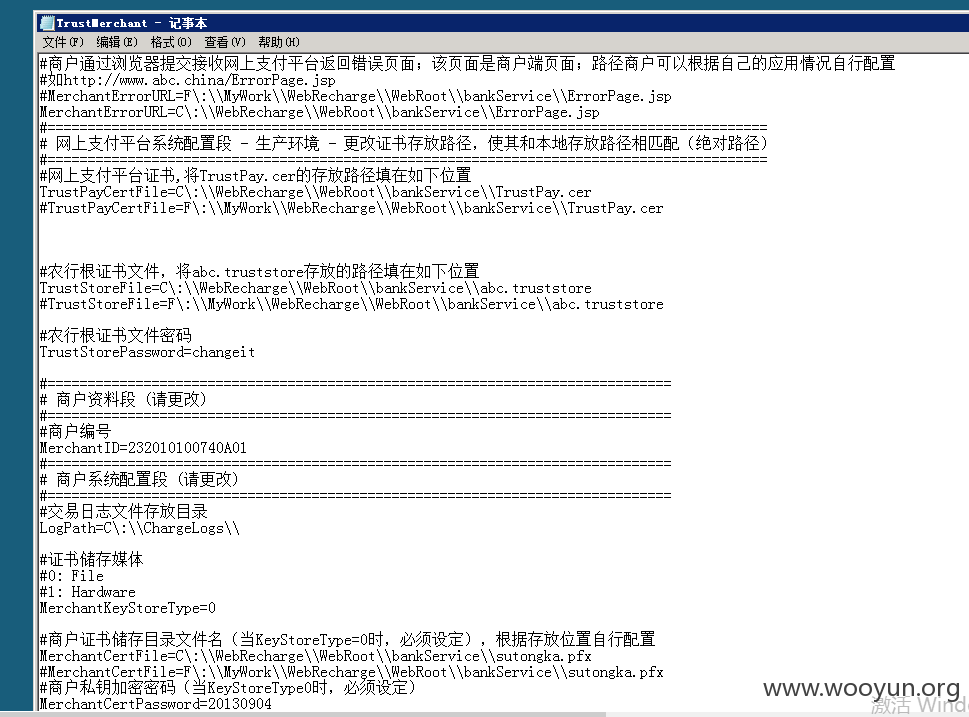 TrustMerchant - 记事本
文件(F) 编辑(E) 格式(O) 查看(V) 帮助(H)
#商户通过浏览器提交接收网上支付平台返回错误页面；该页面是商户端页面；路径商户可以根据自己的应用情况自行配置
#如http://www.abc.china/ErrorPage.jsp
#MerchantErrorURL=F\:\\MyWork\\WebRecharge\\WebRoot\\bankService\\ErrorPage.jsp
MerchantErrorURL=C\:\\WebRecharge\\WebRoot\\bankService\\ErrorPage.jsp
#==========================================================================================
# 网上支付平台系统配置段 - 生产环境 - 更改证书存放路径，使其和本地存放路径相匹配（绝对路径）
#==========================================================================================
#网上支付平台证书,将TrustPay.cer的存放路径填在如下位置
TrustPayCertFile=C\:\\WebRecharge\\WebRoot\\bankService\\TrustPay.cer
#TrustPayCertFile=F\:\\MyWork\\WebRecharge\\WebRoot\\bankService\\TrustPay.cer
#农行根证书文件，将abc.truststore存放的路径填在如下位置
TrustStoreFile=C\:\\WebRecharge\\WebRoot\\bankService\\abc.truststore
#TrustStoreFile=F\:\\MyWork\\WebRecharge\\WebRoot\\bankService\\abc.truststore
#农行根证书文件密码
TrustStorePassword=changeit
#==============================================================================
# 商户资料段（请更改）
#==============================================================================
#商户编号
MerchantID=232010100740A01
#==============================================================================
# 商户系统配置段（请更改）
#==============================================================================
#交易日志文件存放目录
LogPath=C\:\\ChargeLogs\\
#证书储存媒体
#0: File
#1: Hardware
MerchantKeyStoreType=0
#商户证书储存目录文件名（当KeyStoreType=0时，必须设定），根据存放位置自行配置
MerchantCertFile=C\:\\WebRecharge\\WebRoot\\bankService\\sutongka.pfx
#MerchantCertFile=F\:\\MyWork\\WebRecharge\\WebRoot\\bankService\\sutongka.pfx
#商户私钥加密密码（当KeyStoreType0时，必须设定）
MerchantCertPassword=20130904
www.wooyun.org
激活 Wind